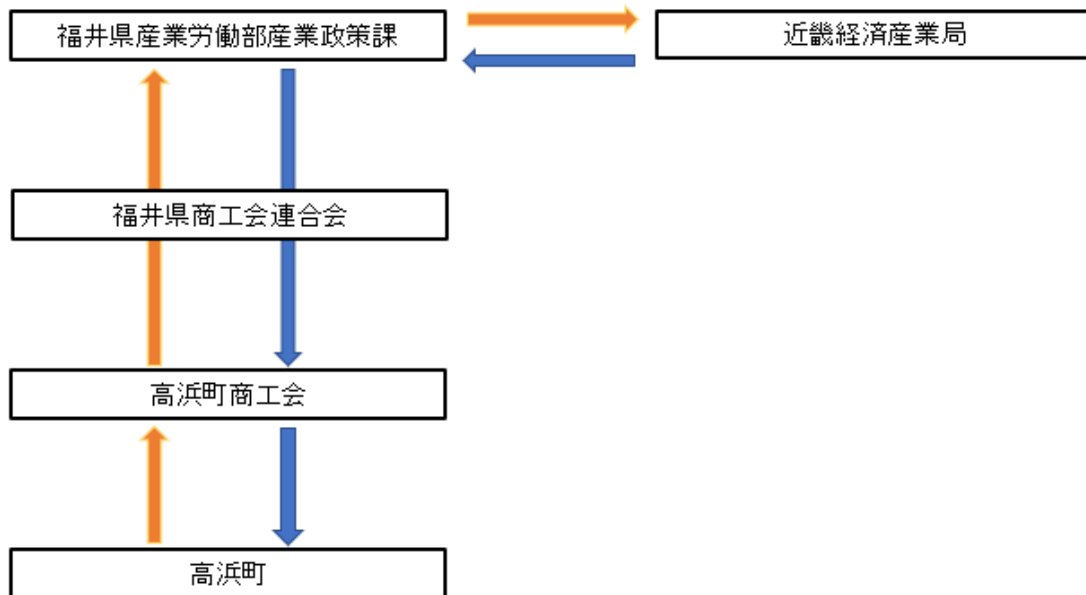 福井県産業労働部産業政策課
近畿経済産業局
福井県商工会連合会
高浜町商工会
高浜町